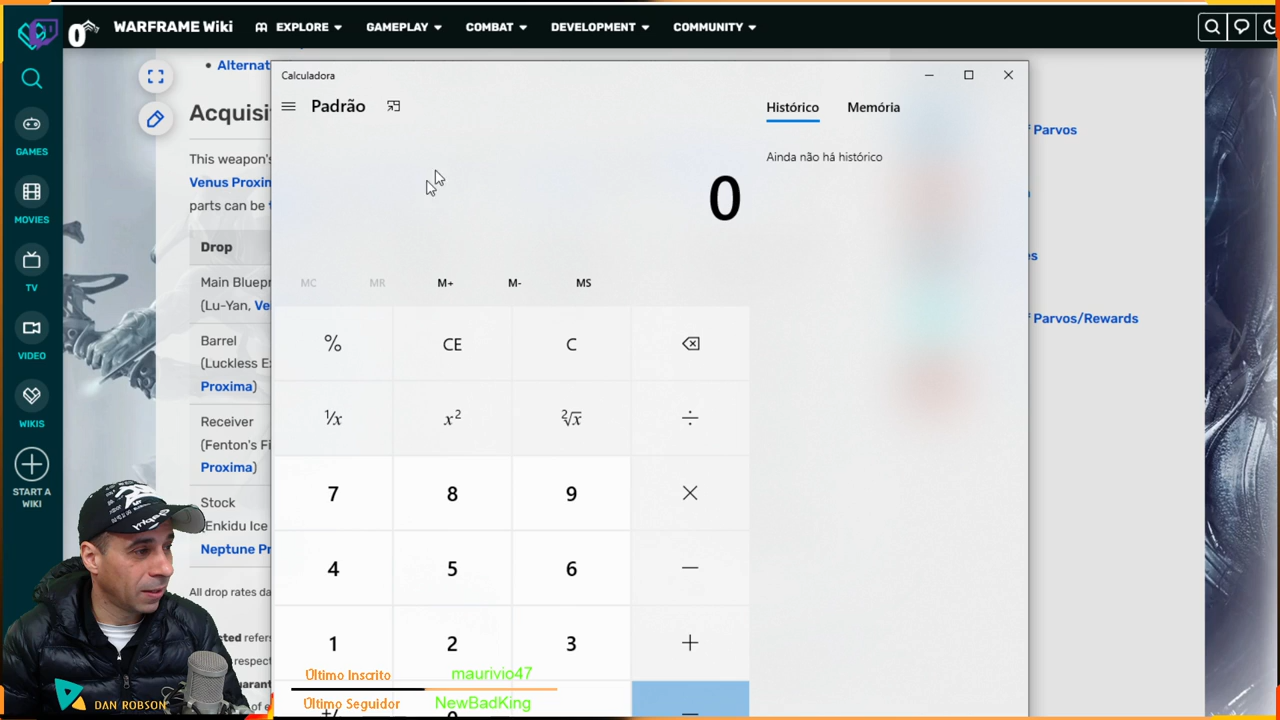 0
WARFRAME Wiki
EXPLORE
GAMEPLAY
COMBAT
DEVELOPMENT
COMMUNITY
GAMES
MOVIES
TV
VIDEO
WIKIS
START A
WIKI
Alternat
This weapon's
Venus Proxim
parts can be
Drop
Main Bluepr
(Lu-Yan, Ve
Barrel
(Luckless E
Proxima)
Receiver
(Fenton's Fi
Proxima)
Stock
(Enkidu Ice
Neptune Pr
All drop rates da
Calculadora
Padrão
Histórico
Memória
Ainda não há histórico
0
MC MR M+ M- MS
% CE C
⅟x x² ²√x ÷
7 8 9 ×
4 5 6 −
1 2 3 +
f Parvos
s
f Parvos/Rewards
Último Inscrito maurivio47
Último Seguidor NewBadKing
DAN ROBSON